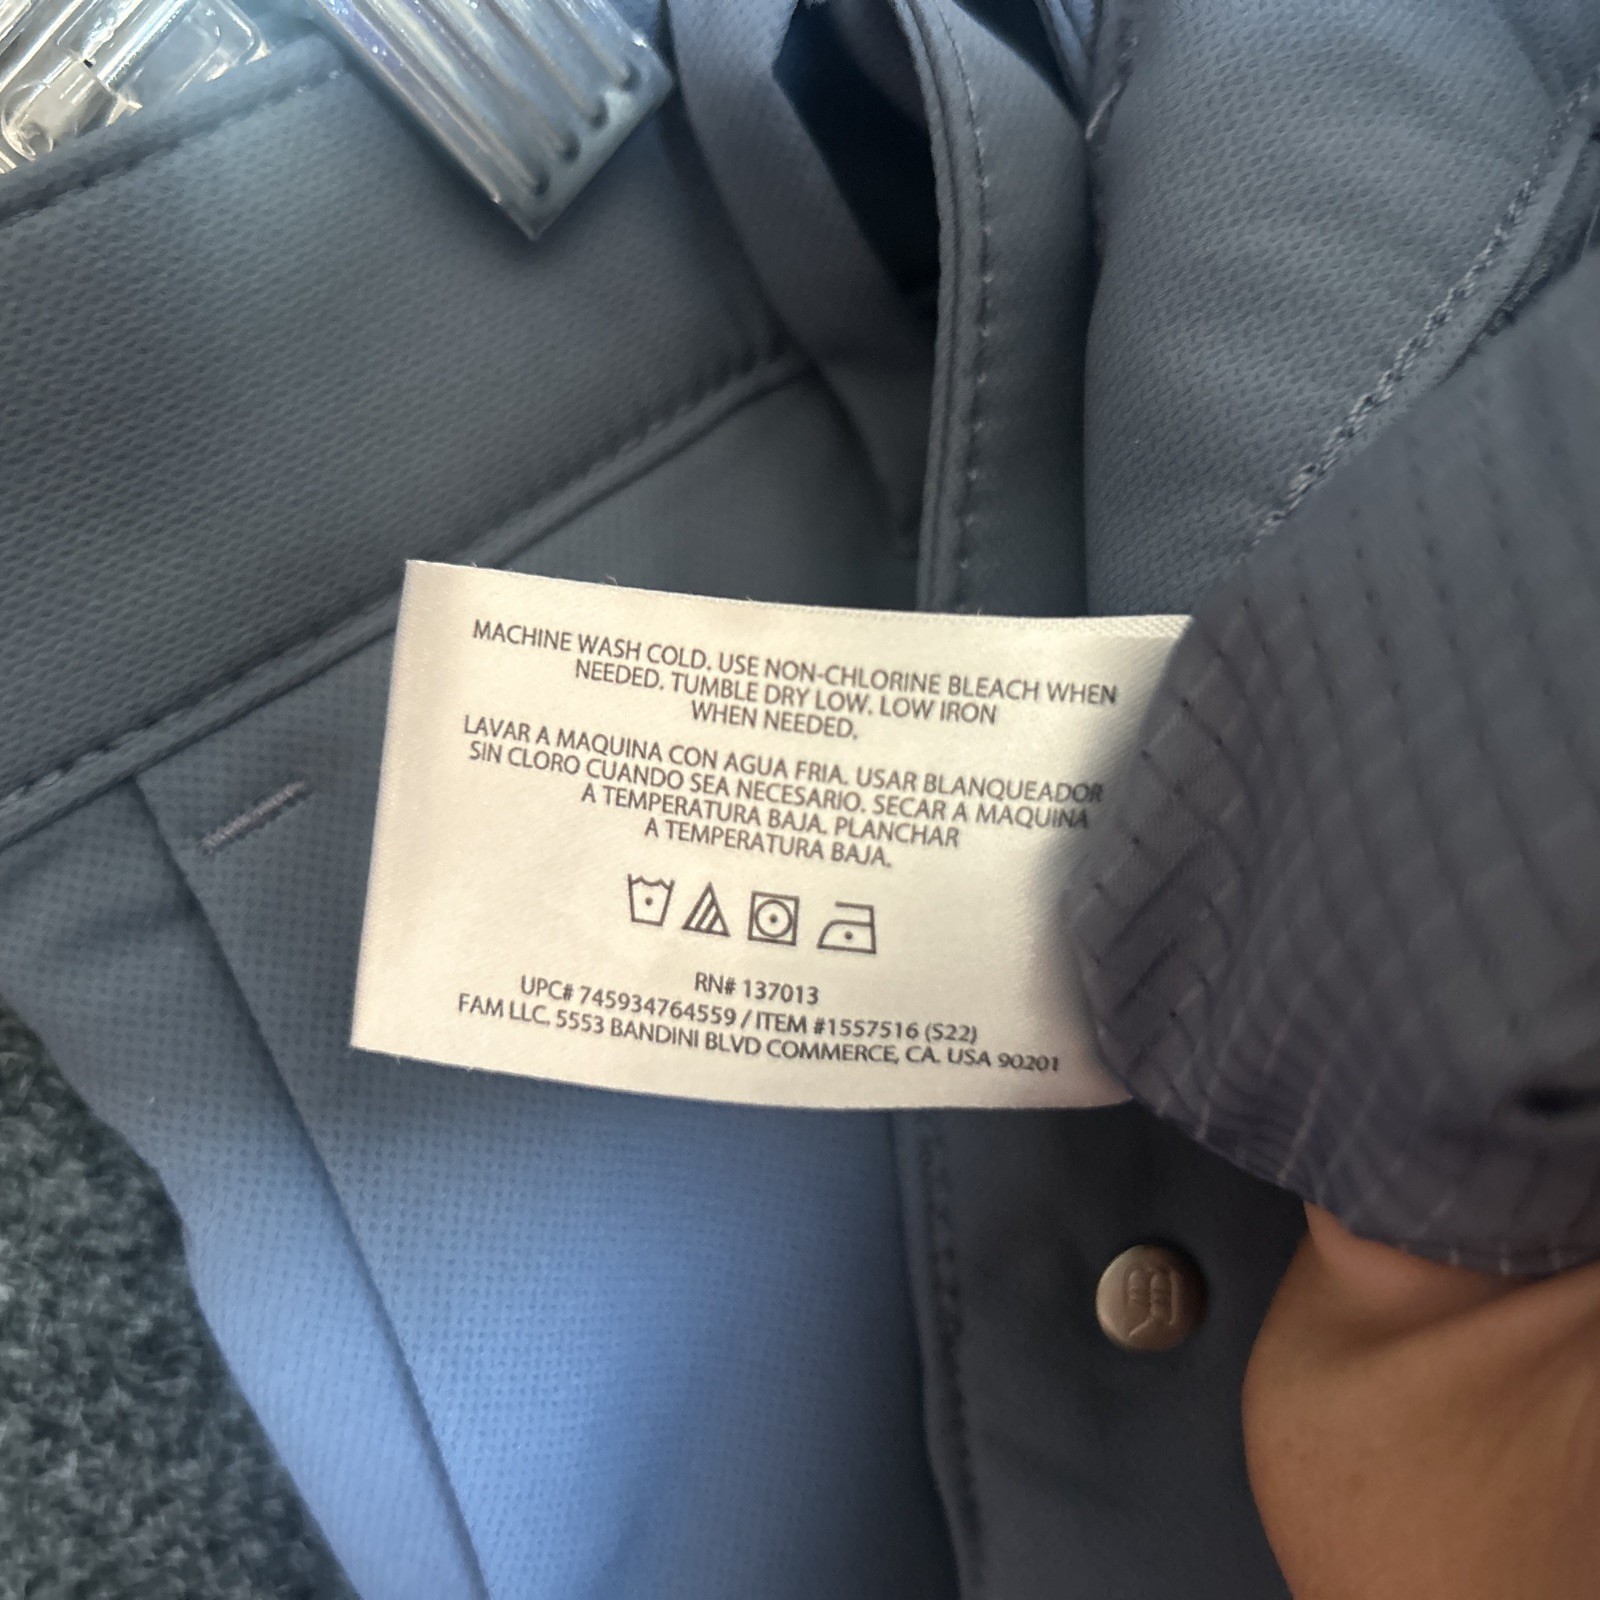 MACHINE WASH COLD. USE NON-CHLORINE BLEACH WHEN
NEEDED. TUMBLE DRY LOW. LOW IRON
WHEN NEEDED.
LAVAR A MAQUINA CON AGUA FRIA. USAR BLANQUEADOR
SIN CLORO CUANDO SEA NECESARIO. SECAR A MAQUINA
A TEMPERATURA BAJA. PLANCHAR
A TEMPERATURA BAJA.
RN# 137013
UPC# 745934764559 / ITEM #1557516 (S22)
FAM LLC, 5553 BANDINI BLVD COMMERCE, CA. USA 90201